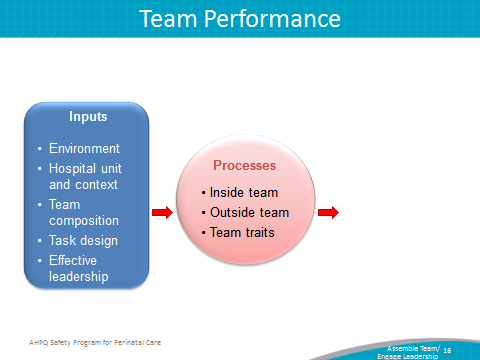 Team Performance
Inputs
• Environment
• Hospital unit
and context
• Team
composition
• Task design
• Effective
leadership
Processes
• Inside team
• Outside team
• Team traits
AHRQ Safety Program for Perinatal Care
Assemble Team/
Engage Leadership
16